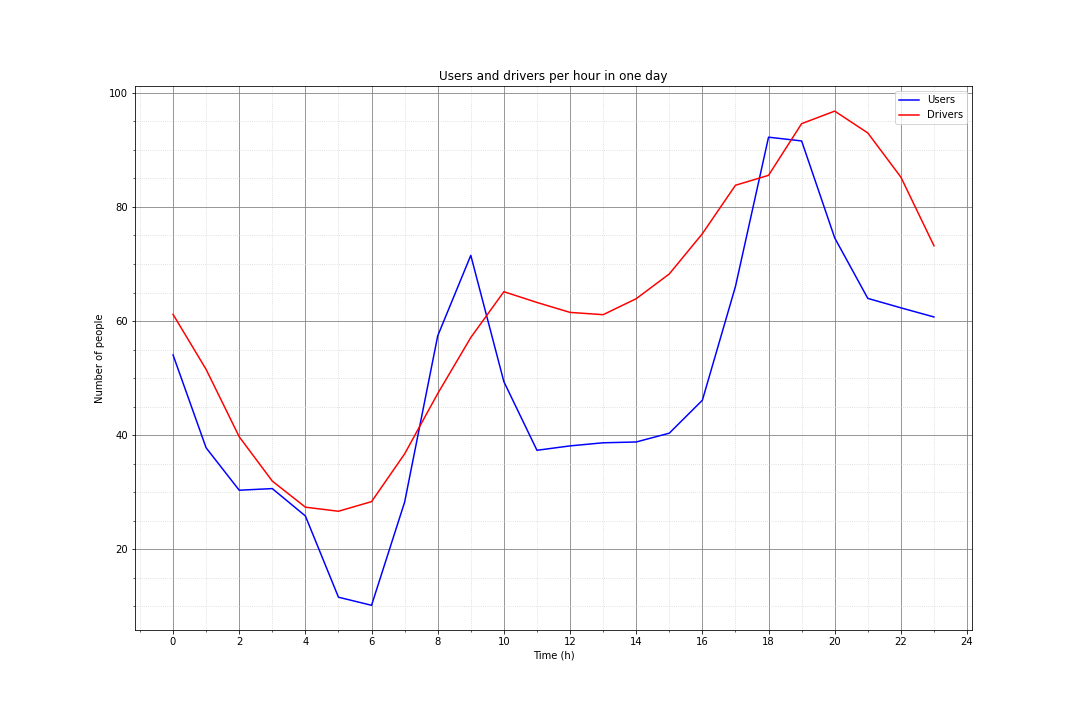 Users and drivers per hour in one day
Users
Drivers
100
80
60
40
20
Number of people
0 2 4 6 8 10 12 14 16 18 20 22 24
Time (h)